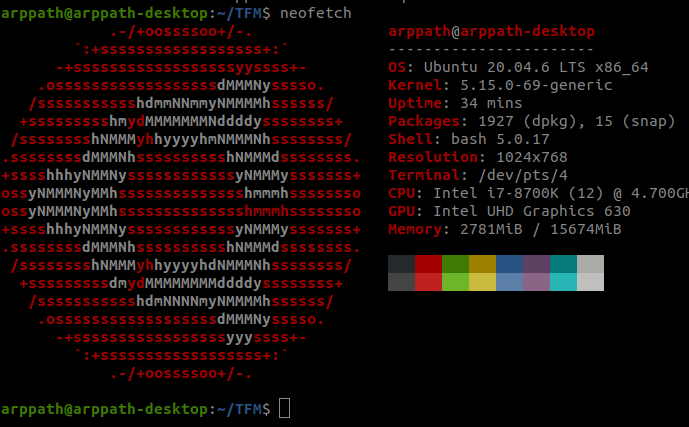 arppath@arppath-desktop:~/TFM$ neofetch
.-/+oossssoo+/-. arppath@arppath-desktop
`:+ssssssssssssssssss+:` -----------------------
-+ssssssssssssssssssyyssss+- OS: Ubuntu 20.04.6 LTS x86_64
.ossssssssssssssssssdMMMNysssso. Kernel: 5.15.0-69-generic
/ssssssssssshdmmNNmmyNMMMMhssssss/ Uptime: 34 mins
+ssssssssshmydMMMMMMMNddddyssssssss+ Packages: 1927 (dpkg), 15 (snap)
/sssssssshNMMMyhhyyyyhmNMMMNhssssssss/ Shell: bash 5.0.17
.ssssssssdMMMNhsssssssssshNMMMdssssssss. Resolution: 1024x768
+sssshhhyNMMNyssssssssssssyNMMMysssssss+ Terminal: /dev/pts/4
ossyNMMMNyMMhsssssssssssssshmmmhssssssso CPU: Intel i7-8700K (12) @ 4.700GH
ossyNMMMNyMMhsssssssssssssshmmmhssssssso GPU: Intel UHD Graphics 630
+sssshhhyNMMNyssssssssssssyNMMMysssssss+ Memory: 2781MiB / 15674MiB
.ssssssssdMMMNhsssssssssshNMMMdssssssss.
/sssssssshNMMMyhhyyyyhdNMMMNhssssssss/
+sssssssssdmydMMMMMMMMddddyssssssss+
/ssssssssssshdmNNNNmyNMMMMhssssss/
.ossssssssssssssssssdMMMNysssso.
-+sssssssssssssssssyyyssss+-
`:+ssssssssssssssssss+:`
.-/+oossssoo+/-.
arppath@arppath-desktop:~/TFM$